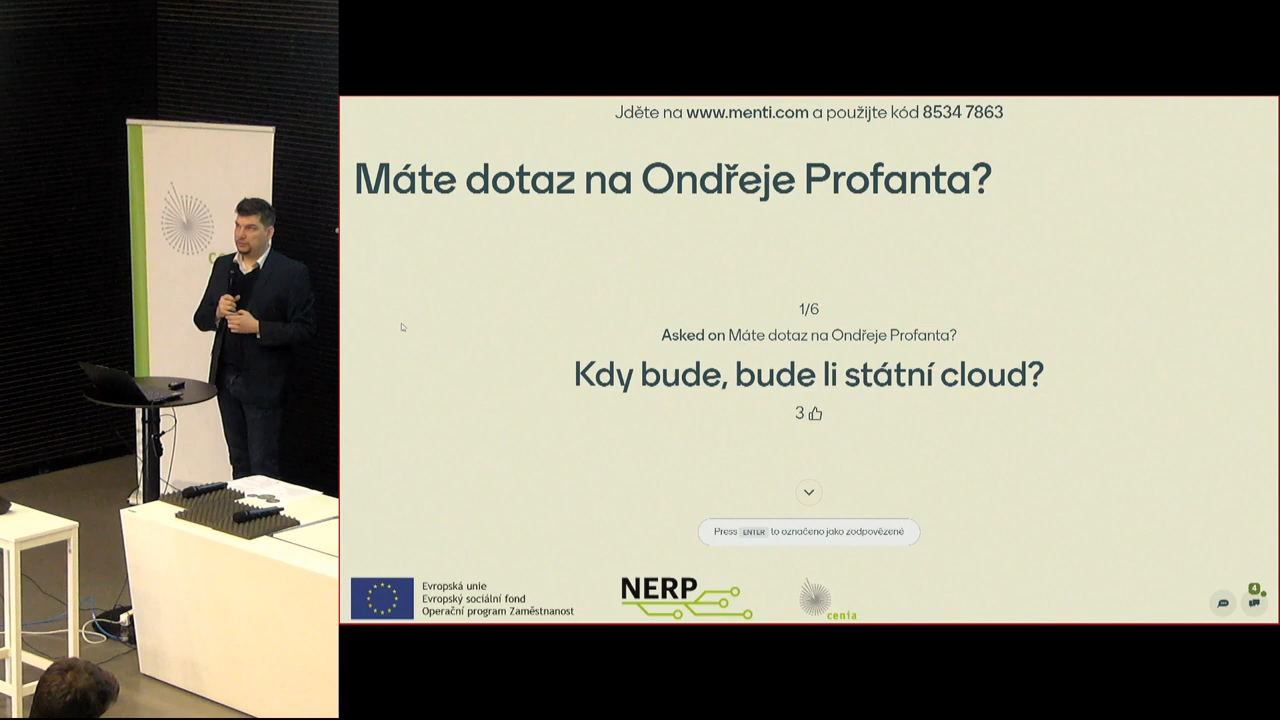 Jděte na www.menti.com a použijte kód 8534 7863
Máte dotaz na Ondřeje Profanta?
1/6
Asked on Máte dotaz na Ondřeje Profanta?
Kdy bude, bude li státní cloud?
3
Press ENTER to označeno jako zodpovězené
Evropská unie
Evropský sociální fond
Operační program Zaměstnanost
NERP
cenia
4